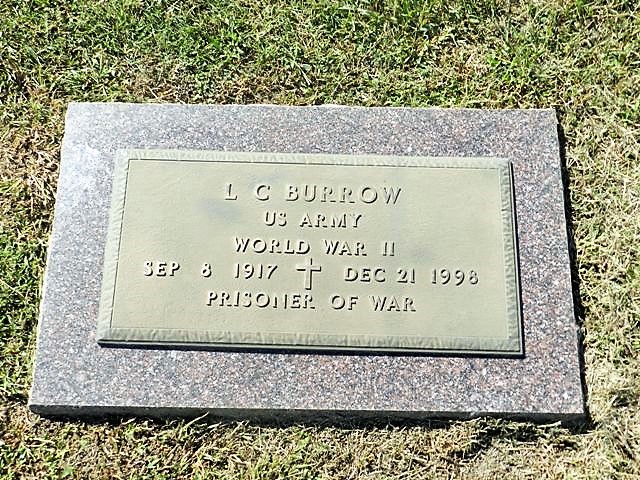 L C BURROW
US ARMY
WORLD WAR II
SEP 8 1917 DEC 21 1998
PRISONER OF WAR